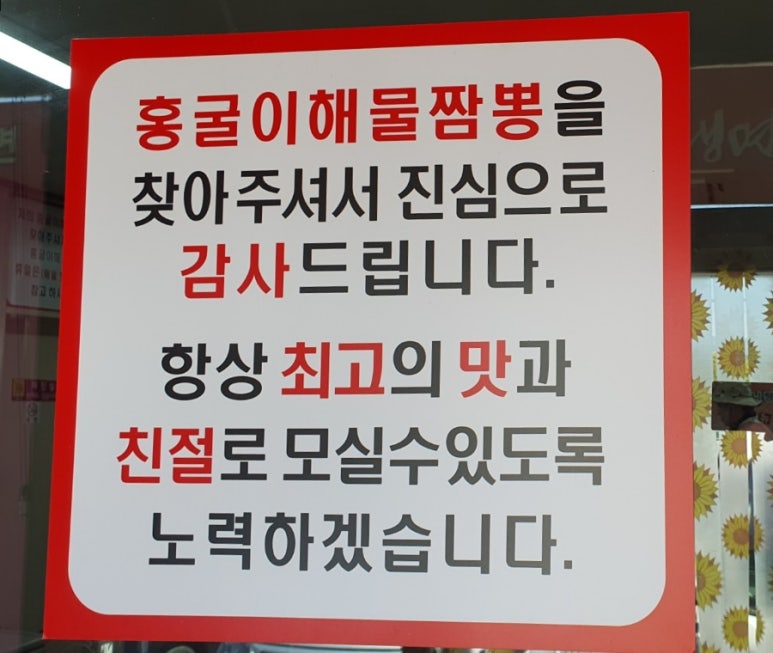 홍굴이해물짬뽕을
찾아주셔서 진심으로
감사드립니다.
항상 최고의 맛과
친절로 모실수있도록
노력하겠습니다.